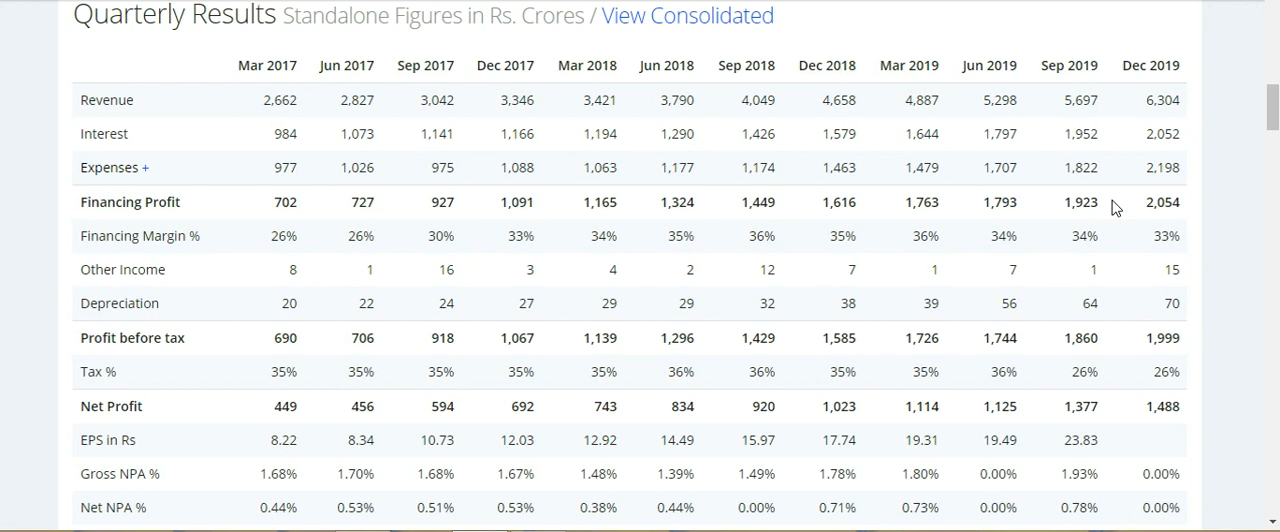 Quarterly Results Standalone Figures in Rs. Crores / View Consolidated
Mar 2017 Jun 2017 Sep 2017 Dec 2017 Mar 2018 Jun 2018 Sep 2018 Dec 2018 Mar 2019 Jun 2019 Sep 2019 Dec 2019
Revenue 2,662 2,827 3,042 3,346 3,421 3,790 4,049 4,658 4,887 5,298 5,697 6,304
Interest 984 1,073 1,141 1,166 1,194 1,290 1,426 1,579 1,644 1,797 1,952 2,052
Expenses + 977 1,026 975 1,088 1,063 1,177 1,174 1,463 1,479 1,707 1,822 2,198
Financing Profit 702 727 927 1,091 1,165 1,324 1,449 1,616 1,763 1,793 1,923 2,054
Financing Margin % 26% 26% 30% 33% 34% 35% 36% 35% 36% 34% 34% 33%
Other Income 8 1 16 3 4 2 12 7 1 7 1 15
Depreciation 20 22 24 27 29 29 32 38 39 56 64 70
Profit before tax 690 706 918 1,067 1,139 1,296 1,429 1,585 1,726 1,744 1,860 1,999
Tax % 35% 35% 35% 35% 35% 36% 36% 35% 35% 36% 26% 26%
Net Profit 449 456 594 692 743 834 920 1,023 1,114 1,125 1,377 1,488
EPS in Rs 8.22 8.34 10.73 12.03 12.92 14.49 15.97 17.74 19.31 19.49 23.83
Gross NPA % 1.68% 1.70% 1.68% 1.67% 1.48% 1.39% 1.49% 1.78% 1.80% 0.00% 1.93% 0.00%
Net NPA % 0.44% 0.53% 0.51% 0.53% 0.38% 0.44% 0.00% 0.71% 0.73% 0.00% 0.78% 0.00%